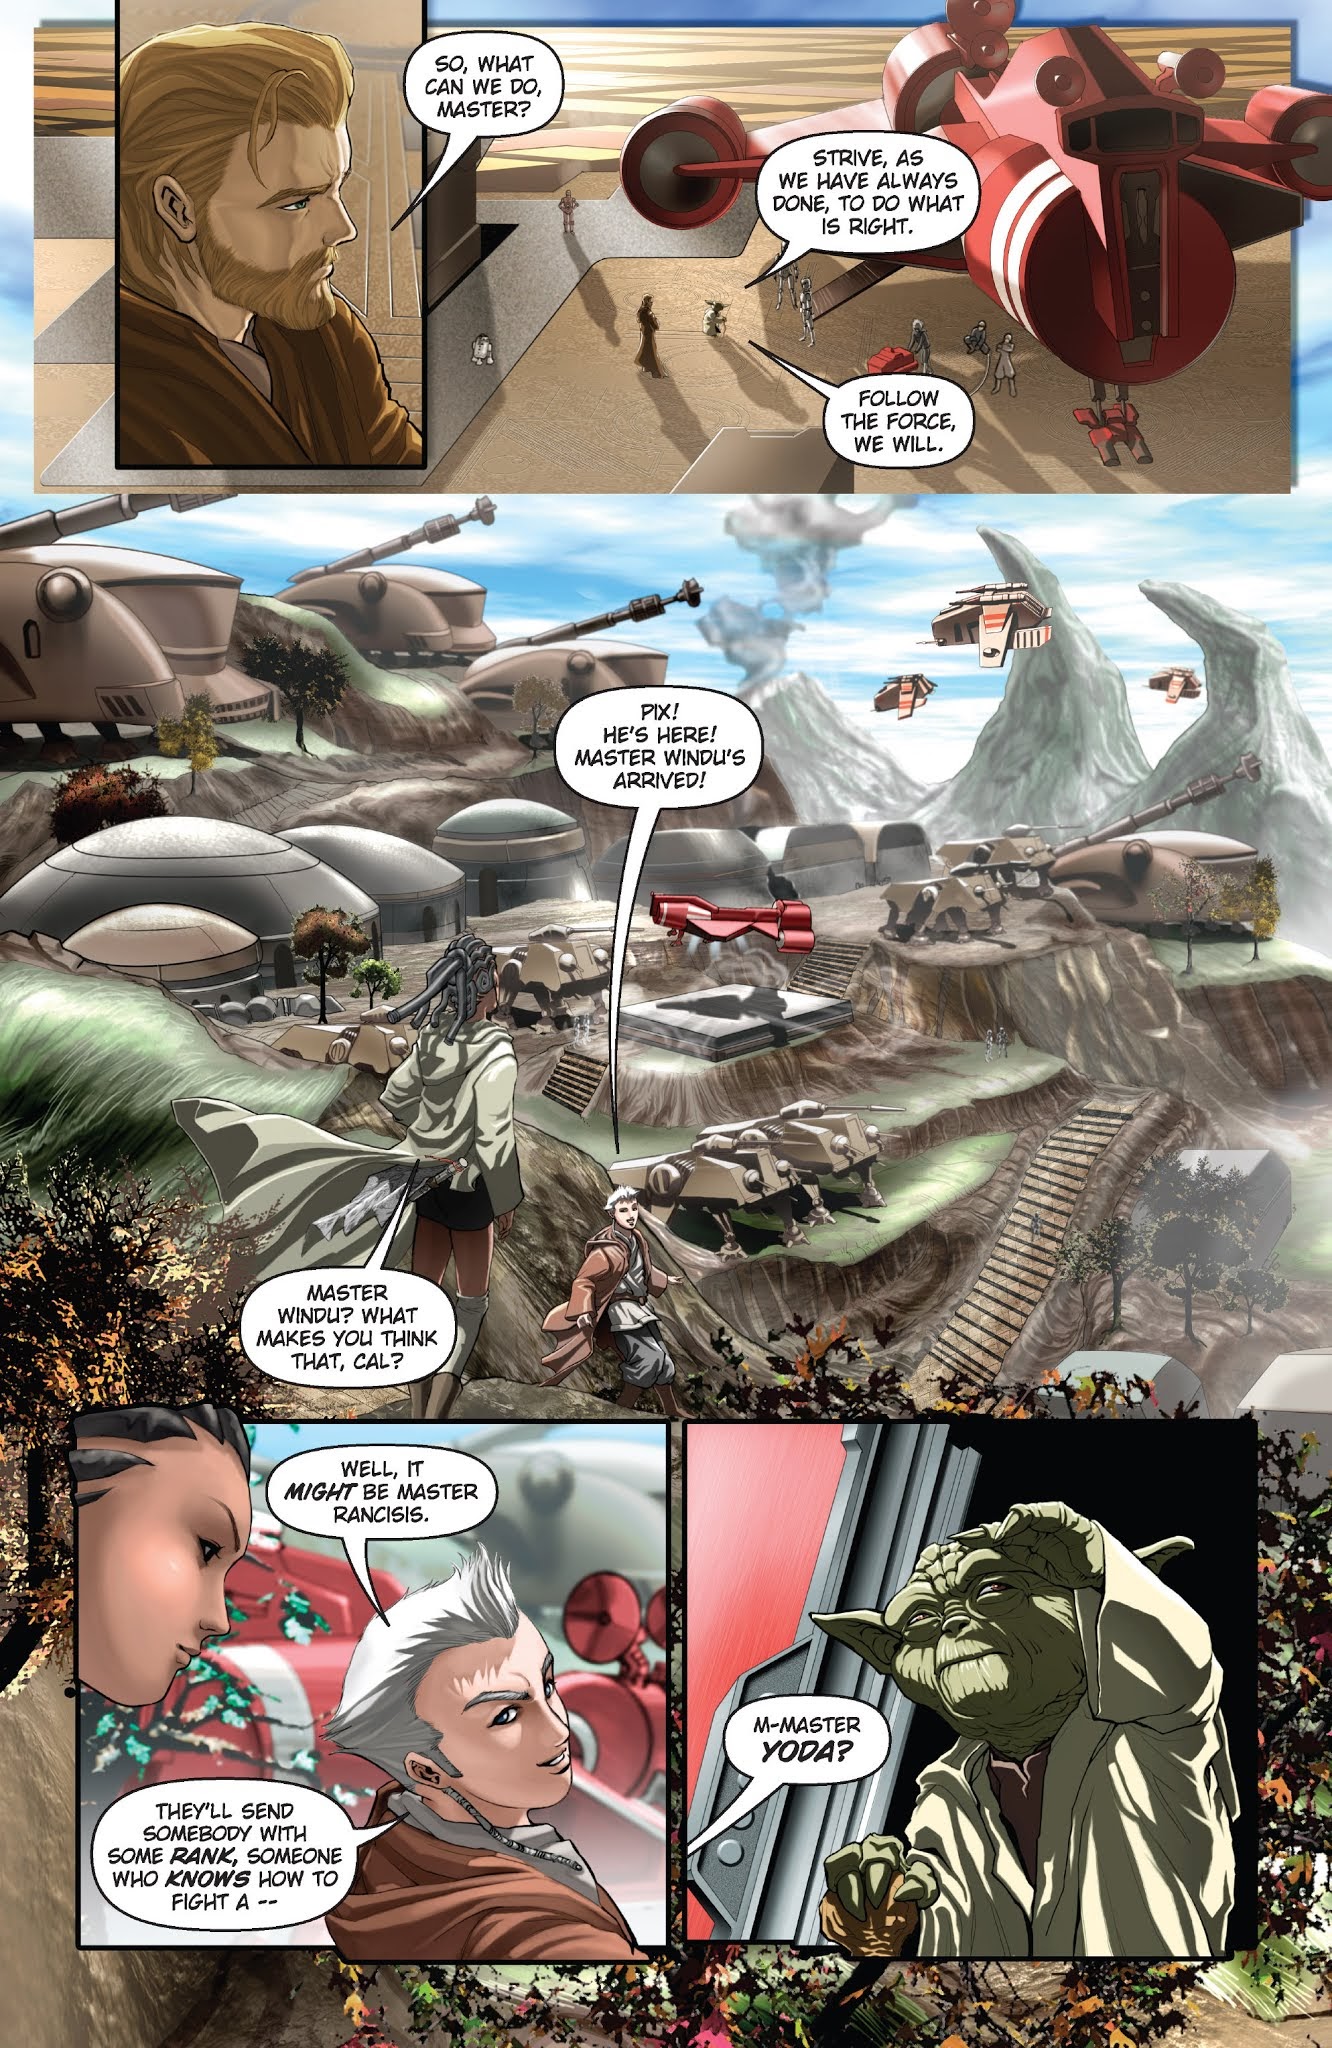 SO, WHAT
CAN WE DO,
MASTER?
STRIVE, AS
WE HAVE ALWAYS
DONE, TO DO WHAT
IS RIGHT.
FOLLOW
THE FORCE,
WE WILL.
PIX!
HE'S HERE!
MASTER WINDU'S
ARRIVED!
MASTER
WINDU? WHAT
MAKES YOU THINK
THAT, CAL?
WELL, IT
MIGHT BE MASTER
RANCISIS.
THEY'LL SEND
SOMEBODY WITH
SOME RANK, SOMEONE
WHO KNOWS HOW TO
FIGHT A --
M-MASTER
YODA?